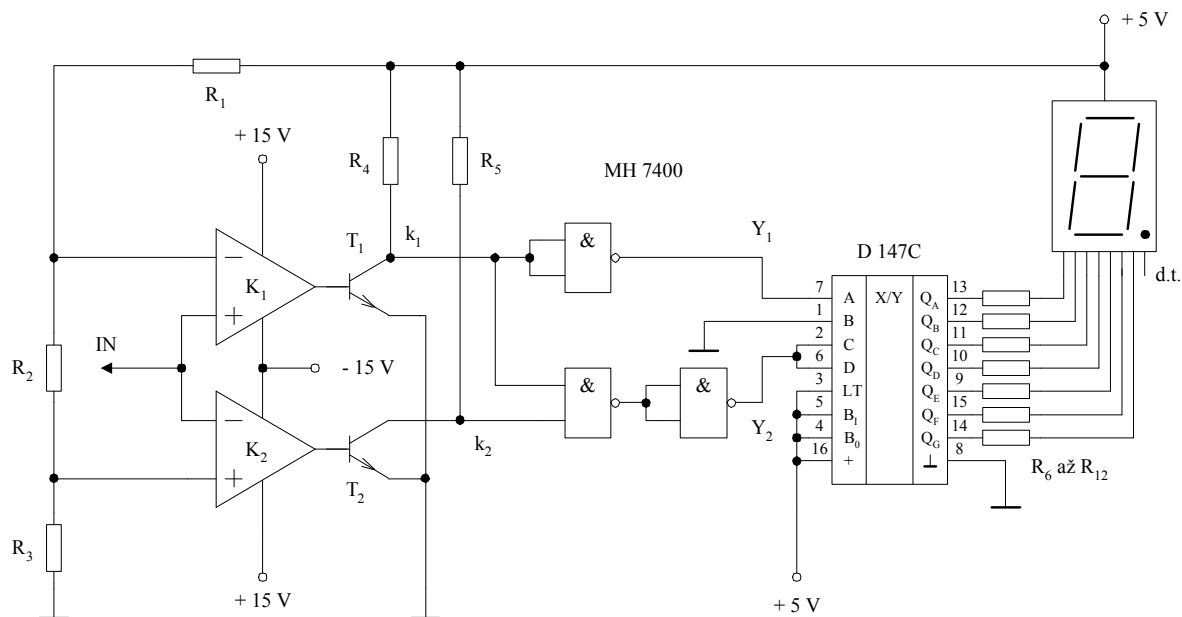 + 5 V
R1
+ 15 V
R4
R5
MH 7400
T1
k1
&
Y1
D 147C
d.t.
−
K1
+
7 A X/Y QA 13
1 B QB 12
2 C QC 11
6 D QD 10
3 LT QE 9
5 B1 QF 15
4 B0 QG 14
16 + ⊥ 8
IN
R2
- 15 V
&
&
Y2
−
K2
+
T2
k2
R6 až R12
R3
+ 15 V
+ 5 V